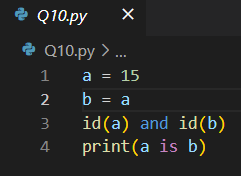 Q10.py ×
Q10.py > ...
1 a = 15
2 b = a
3 id(a) and id(b)
4 print(a is b)